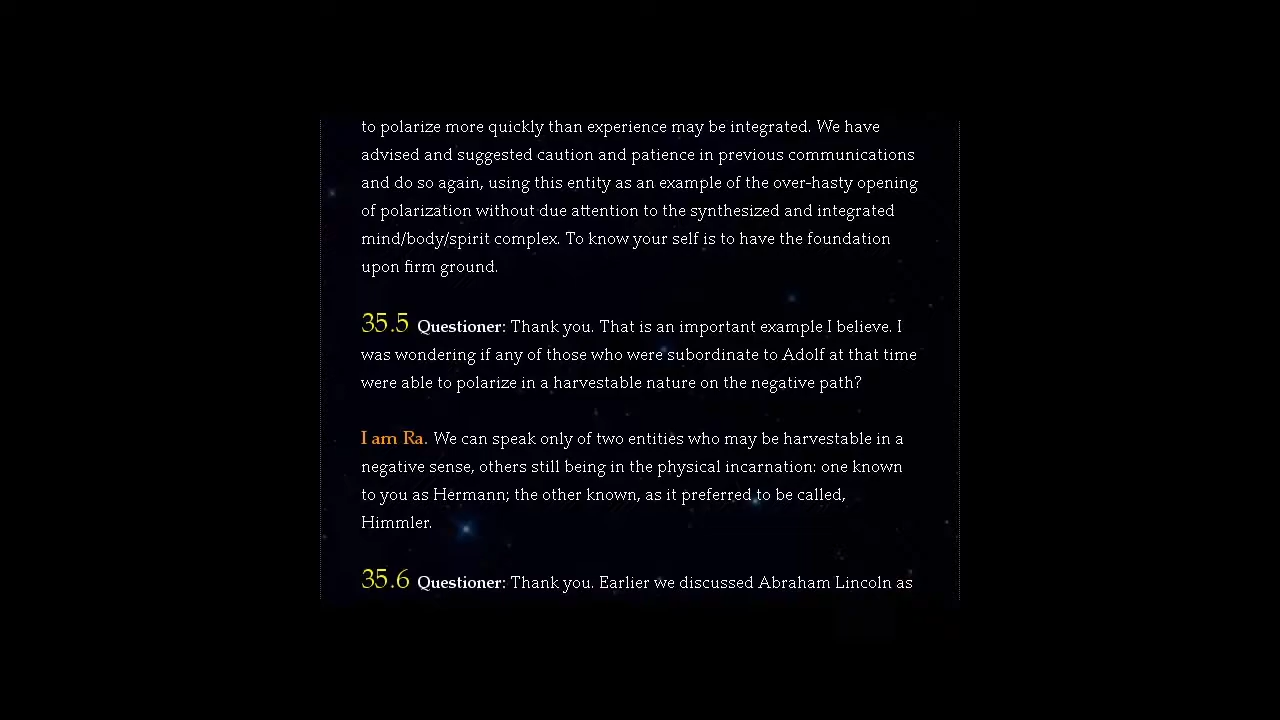 to polarize more quickly than experience may be integrated. We have
advised and suggested caution and patience in previous communications
and do so again, using this entity as an example of the over-hasty opening
of polarization without due attention to the synthesized and integrated
mind/body/spirit complex. To know your self is to have the foundation
upon firm ground.
35.5 Questioner: Thank you. That is an important example I believe. I
was wondering if any of those who were subordinate to Adolf at that time
were able to polarize in a harvestable nature on the negative path?
I am Ra. We can speak only of two entities who may be harvestable in a
negative sense, others still being in the physical incarnation: one known
to you as Hermann; the other known, as it preferred to be called,
Himmler.
35.6 Questioner: Thank you. Earlier we discussed Abraham Lincoln as